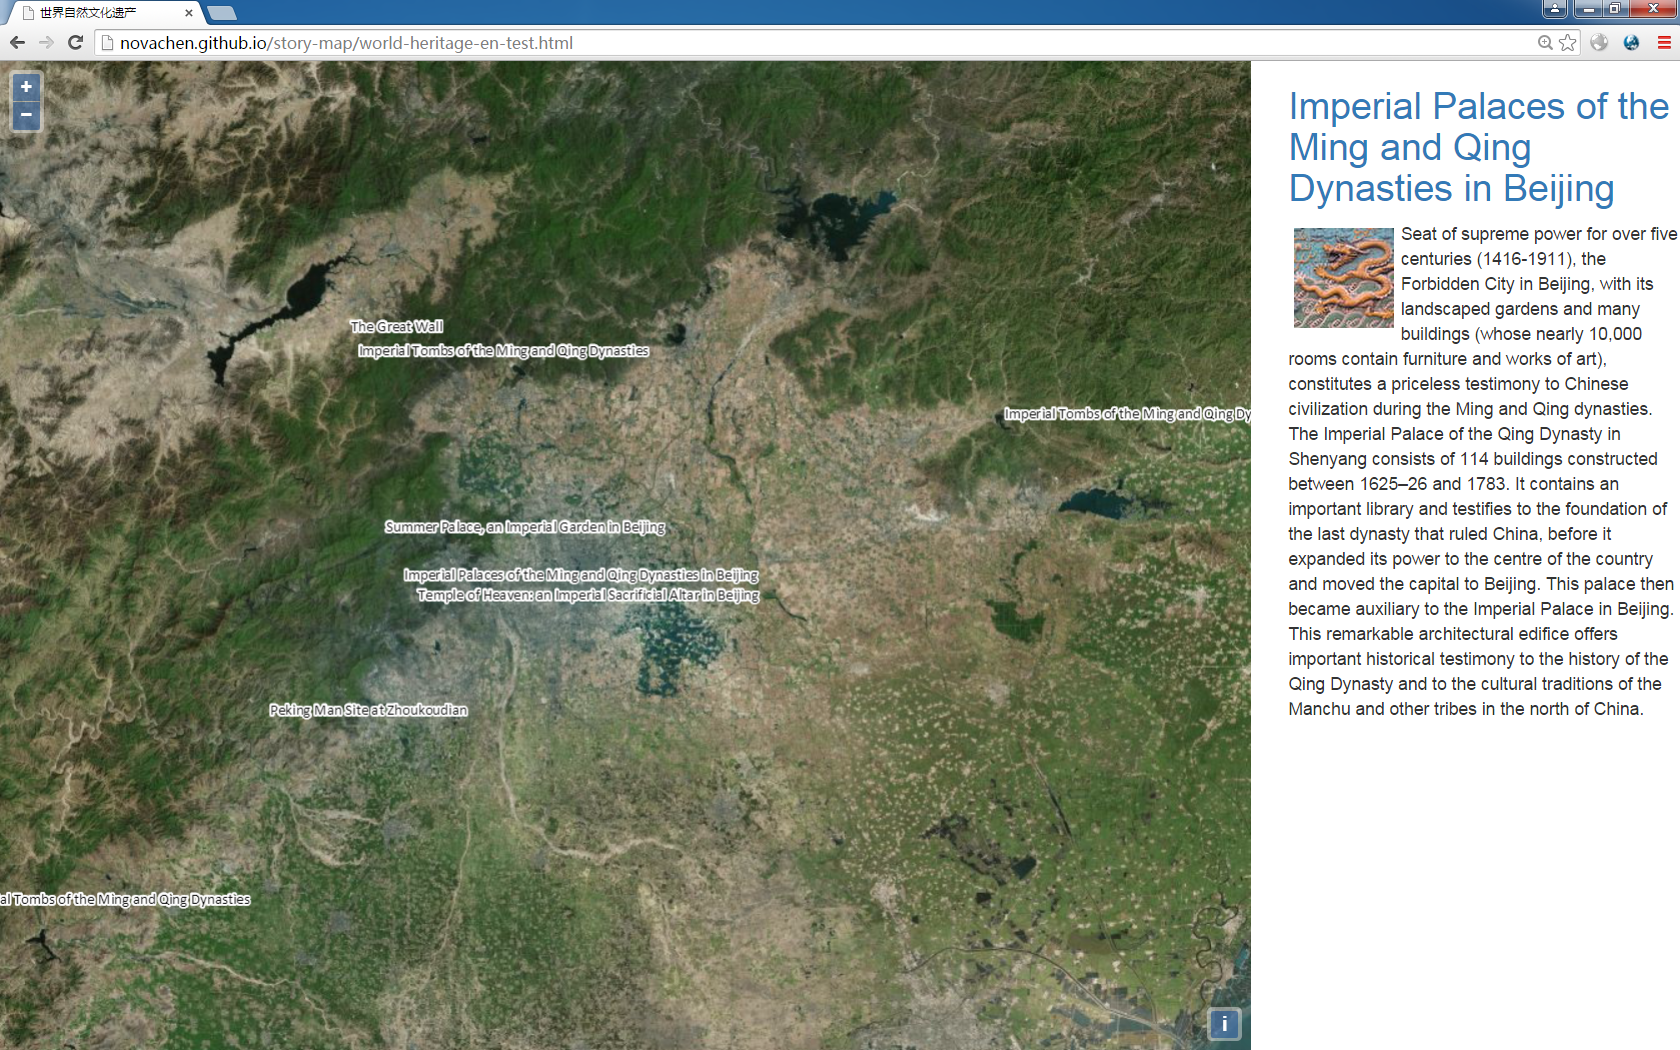 世界自然文化遗产
novachen.github.io/story-map/world-heritage-en-test.html
+
−
The Great Wall
Imperial Tombs of the Ming and Qing Dynasties
Imperial Tombs of the Ming and Qing Dy
Summer Palace, an Imperial Garden in Beijing
Imperial Palaces of the Ming and Qing Dynasties in Beijing
Temple of Heaven: an Imperial Sacrificial Altar in Beijing
Peking Man Site at Zhoukoudian
al Tombs of the Ming and Qing Dynasties
i
Imperial Palaces of the
Ming and Qing
Dynasties in Beijing
Seat of supreme power for over five
centuries (1416-1911), the
Forbidden City in Beijing, with its
landscaped gardens and many
buildings (whose nearly 10,000
rooms contain furniture and works of art),
constitutes a priceless testimony to Chinese
civilization during the Ming and Qing dynasties.
The Imperial Palace of the Qing Dynasty in
Shenyang consists of 114 buildings constructed
between 1625–26 and 1783. It contains an
important library and testifies to the foundation of
the last dynasty that ruled China, before it
expanded its power to the centre of the country
and moved the capital to Beijing. This palace then
became auxiliary to the Imperial Palace in Beijing.
This remarkable architectural edifice offers
important historical testimony to the history of the
Qing Dynasty and to the cultural traditions of the
Manchu and other tribes in the north of China.